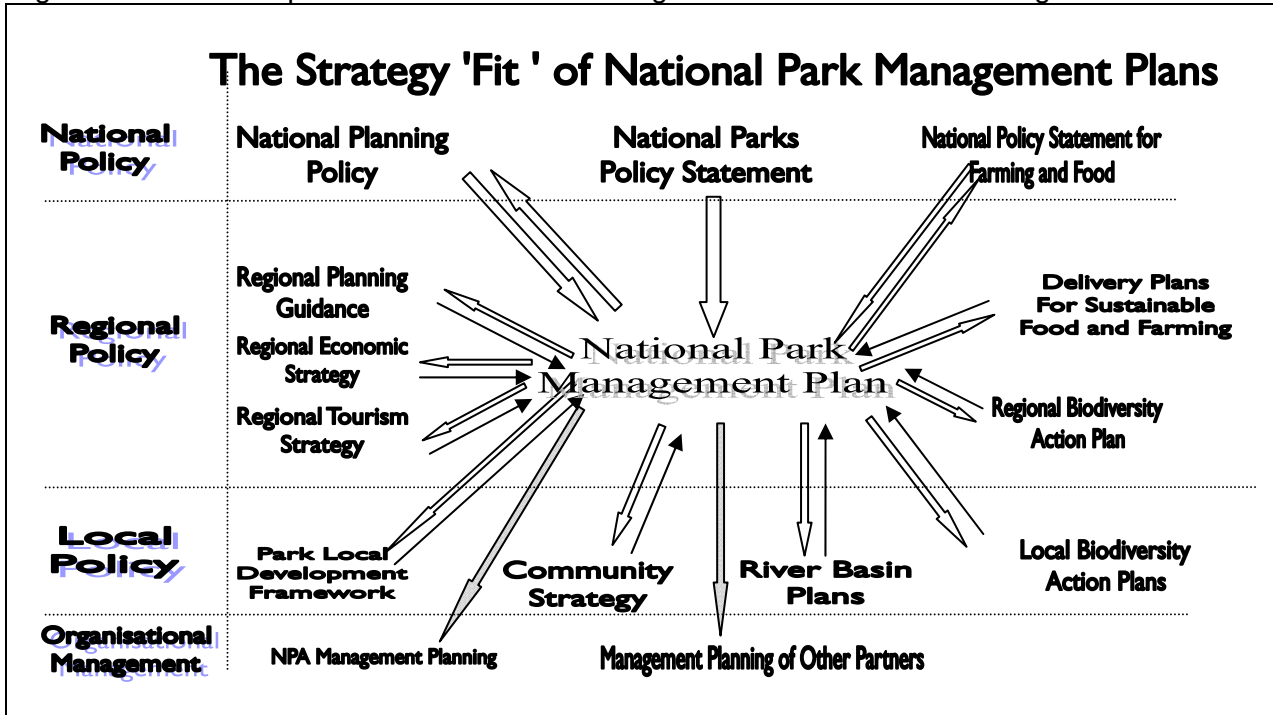 The Strategy 'Fit ' of National Park Management Plans
National
Policy
National Planning
Policy
National Parks
Policy Statement
National Policy Statement for
Farming and Food
Regional
Policy
Regional Planning
Guidance
Regional Economic
Strategy
Regional Tourism
Strategy
National Park
Management Plan
Delivery Plans
For Sustainable
Food and Farming
Regional Biodiversity
Action Plan
Local
Policy
Park Local
Development
Framework
Community
Strategy
River Basin
Plans
Local Biodiversity
Action Plans
Organisational
Management
NPA Management Planning
Management Planning of Other Partners